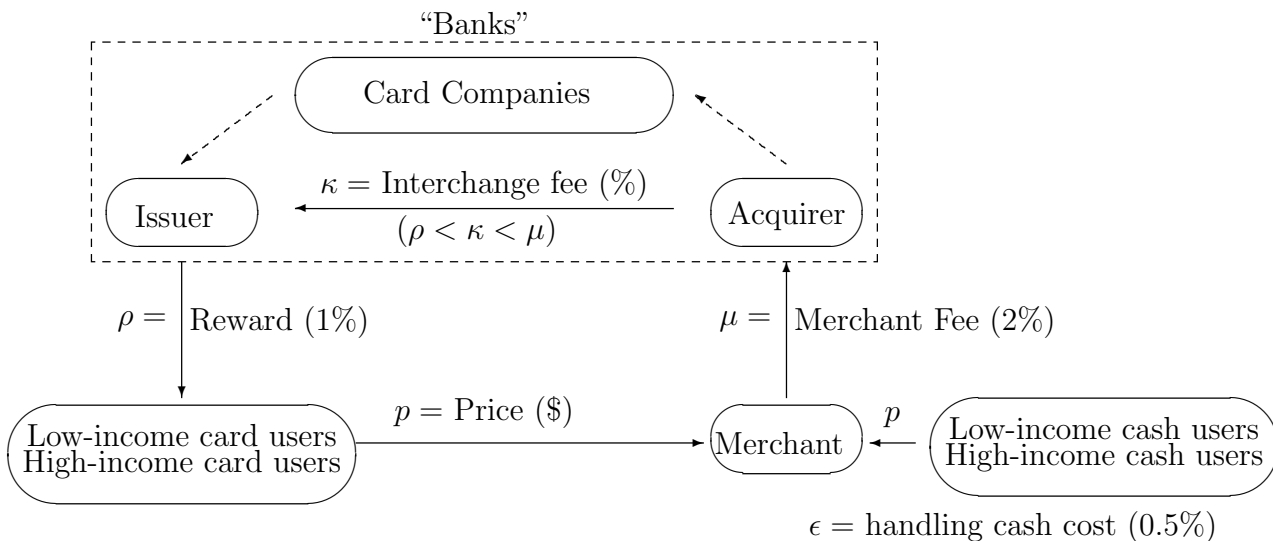 “Banks”
Card Companies
κ = Interchange fee (%)
Issuer
Acquirer
(ρ < κ < μ)
ρ = Reward (1%)
μ = Merchant Fee (2%)
p = Price ($)
p
Low-income card users
High-income card users
Merchant
Low-income cash users
High-income cash users
ϵ = handling cash cost (0.5%)